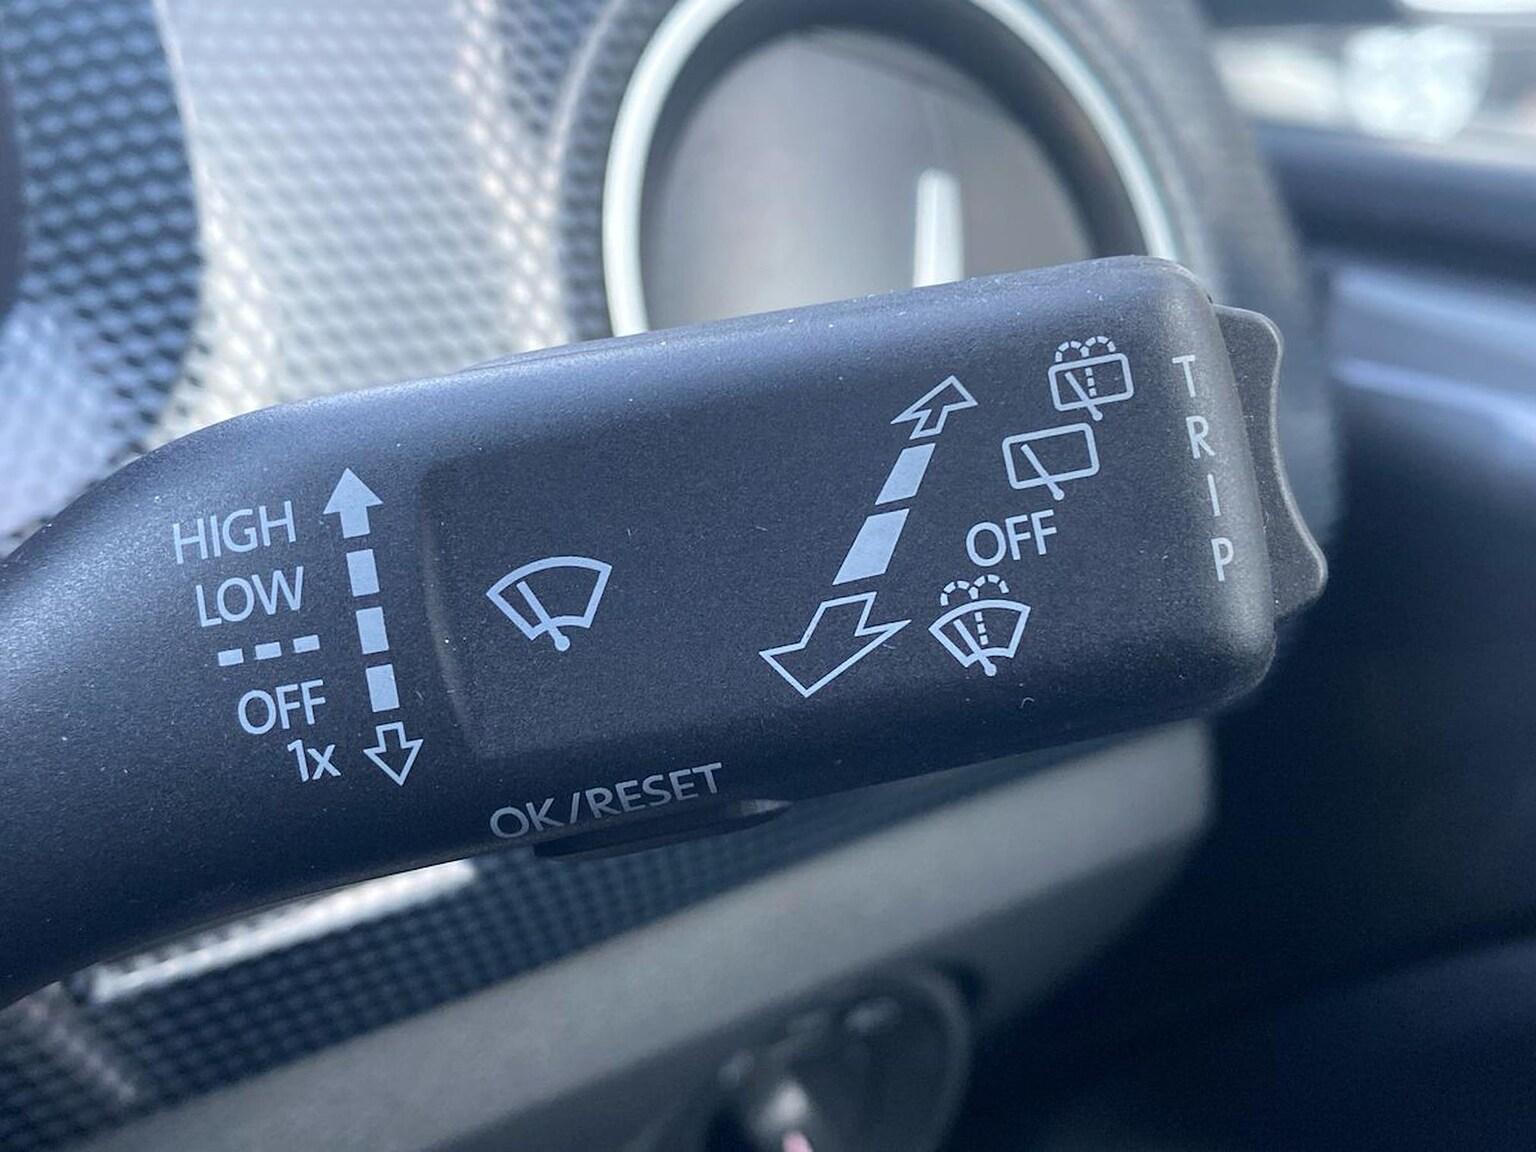 HIGH
LOW
---
OFF
1x
OFF
TRIP
OK/RESET